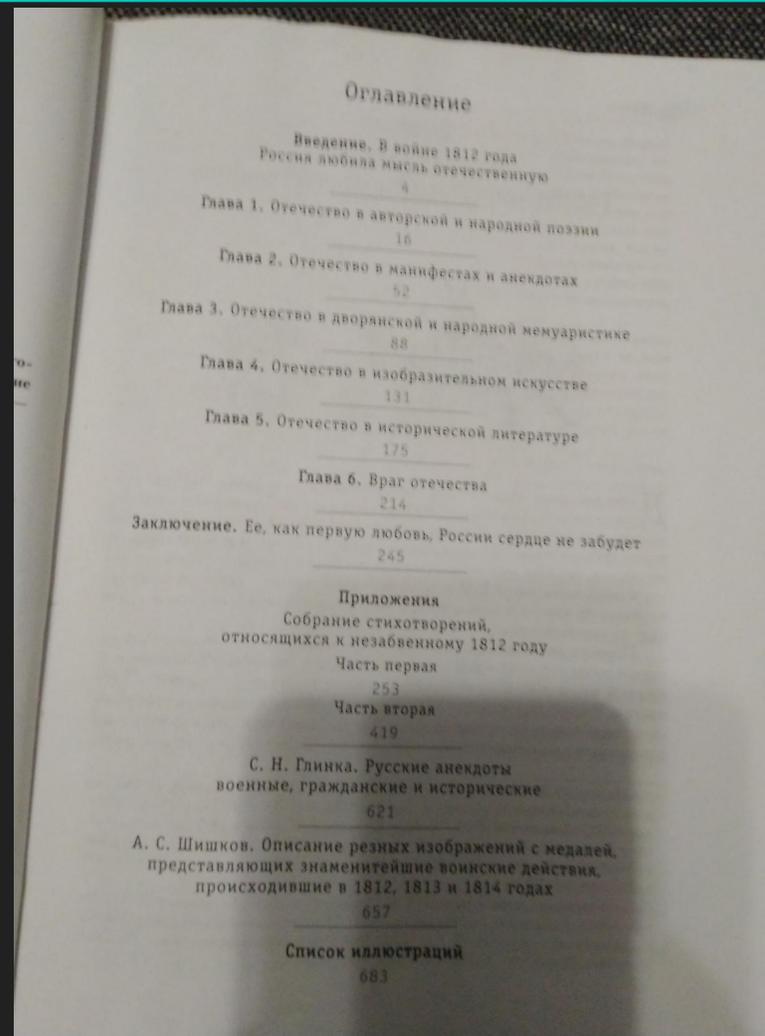 Оглавление
Введение. В войне 1812 года
Россия любила мысль отечественную
4
Глава 1. Отечество в авторской и народной поэзии
16
Глава 2. Отечество в манифестах и анекдотах
52
Глава 3. Отечество в дворянской и народной мемуаристике
88
Глава 4. Отечество в изобразительном искусстве
131
Глава 5. Отечество в исторической литературе
175
Глава 6. Враг отечества
214
Заключение. Ее, как первую любовь, России сердце не забудет
245
Приложения
Собрание стихотворений,
относящихся к незабвенному 1812 году
Часть первая
253
Часть вторая
419
С. Н. Глинка. Русские анекдоты
военные, гражданские и исторические
621
А. С. Шишков. Описание резных изображений с медалей,
представляющих знаменитейшие воинские действия,
происходившие в 1812, 1813 и 1814 годах
657
Список иллюстраций
683